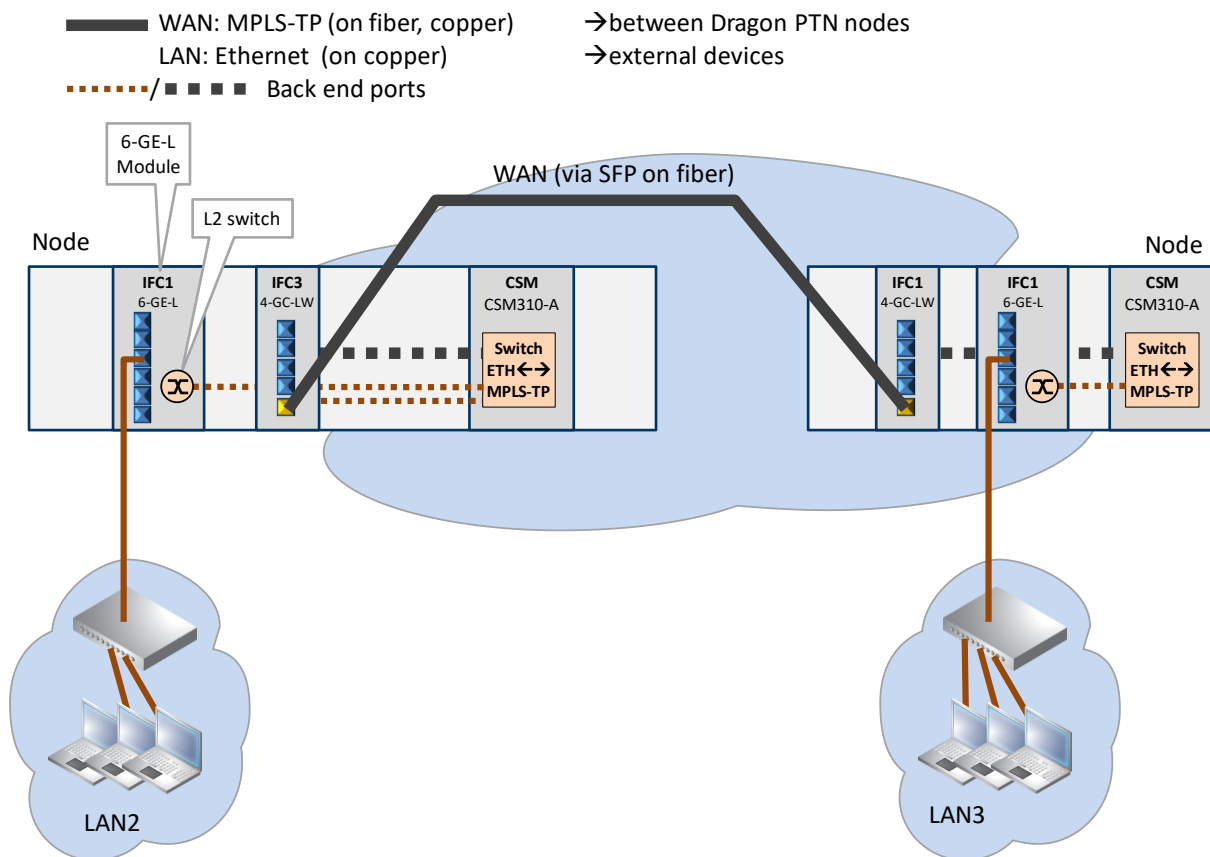 WAN: MPLS-TP (on fiber, copper) →between Dragon PTN nodes
LAN: Ethernet (on copper) →external devices
/ Back end ports
6-GE-L
Module
WAN (via SFP on fiber)
L2 switch
Node
Node
IFC1
6-GE-L
IFC3
4-GC-LW
CSM
CSM310-A
Switch
ETH
MPLS-TP
IFC1
4-GC-LW
IFC1
6-GE-L
CSM
CSM310-A
Switch
ETH
MPLS-TP
LAN2
LAN3